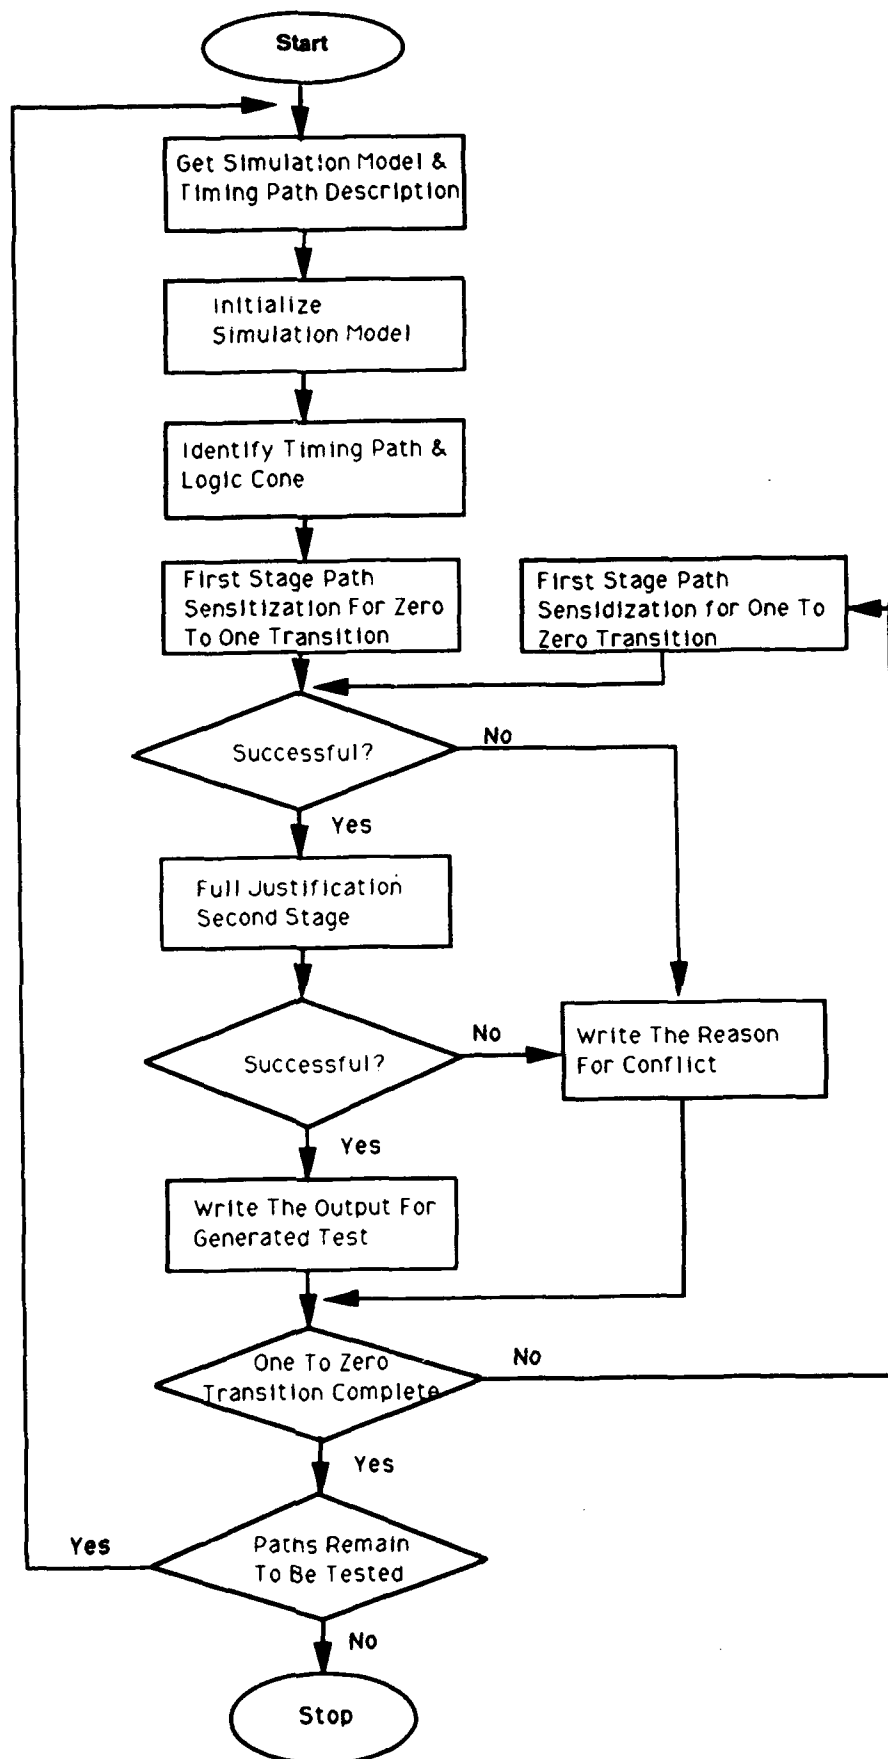 Start
Get Simulation Model &
Timing Path Description
Initialize
Simulation Model
Identify Timing Path &
Logic Cone
First Stage Path
Sensitization For Zero
To One Transition
First Stage Path
Sensidization for One To
Zero Transition
Successful?
No
Yes
Full Justification
Second Stage
Successful?
No
Write The Reason
For Conflict
Yes
Write The Output For
Generated Test
One To Zero
Transition Complete
No
Yes
Paths Remain
To Be Tested
Yes
No
Stop